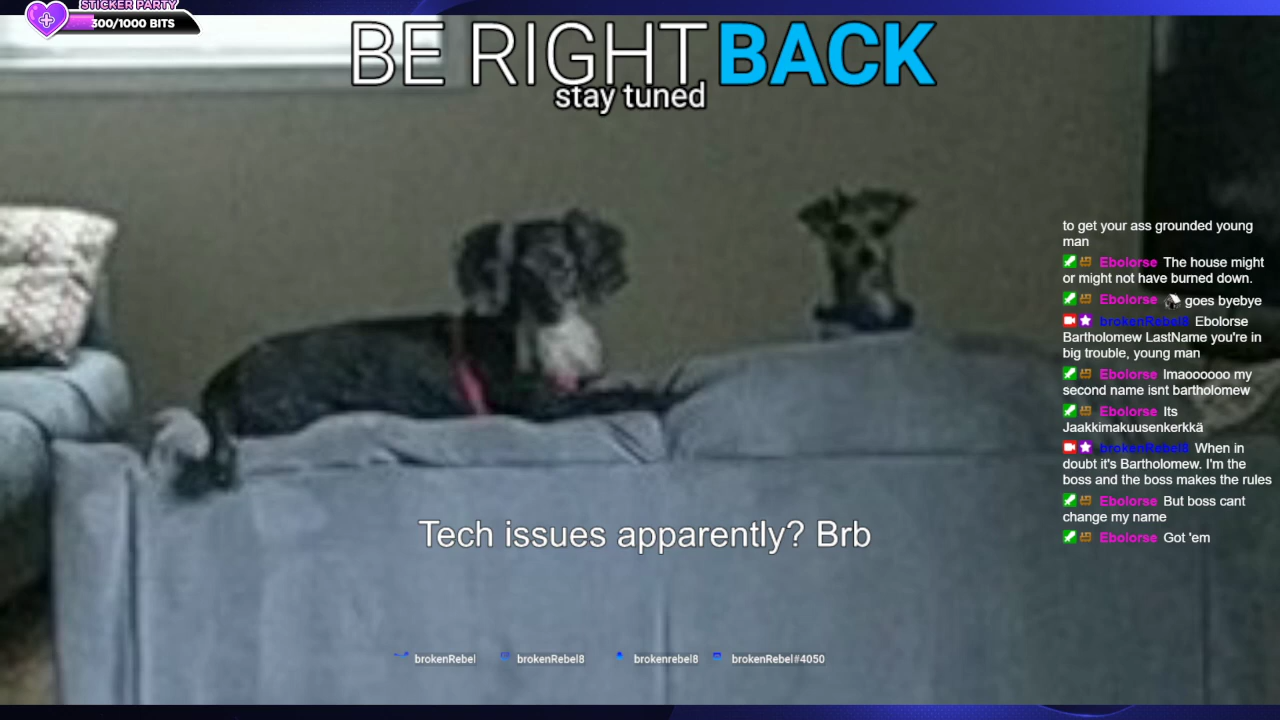 STICKER PARTY
300/1000 BITS
BE RIGHT BACK
stay tuned
to get your ass grounded young
man
Ebolorse The house might
or might not have burned down.
Ebolorse goes byebye
brokenRebel8 Ebolorse
Bartholomew LastName you're in
big trouble, young man
Ebolorse lmaoooooo my
second name isnt bartholomew
Ebolorse Its
Jaakkimakuusenkerkkä
brokenRebel8 When in
doubt it's Bartholomew. I'm the
boss and the boss makes the rules
Ebolorse But boss cant
change my name
Ebolorse Got 'em
Tech issues apparently? Brb
brokenRebel brokenRebel8 brokenrebel8 brokenRebel#4050